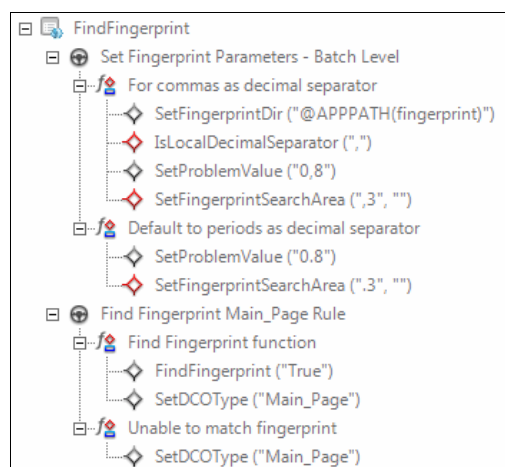 FindFingerprint
Set Fingerprint Parameters - Batch Level
For commas as decimal separator
SetFingerprintDir ("@APPPATH(fingerprint)")
IsLocalDecimalSeparator (",")
SetProblemValue ("0,8")
SetFingerprintSearchArea (",3", "")
Default to periods as decimal separator
SetProblemValue ("0.8")
SetFingerprintSearchArea (".3", "")
Find Fingerprint Main_Page Rule
Find Fingerprint function
FindFingerprint ("True")
SetDCOType ("Main_Page")
Unable to match fingerprint
SetDCOType ("Main_Page")